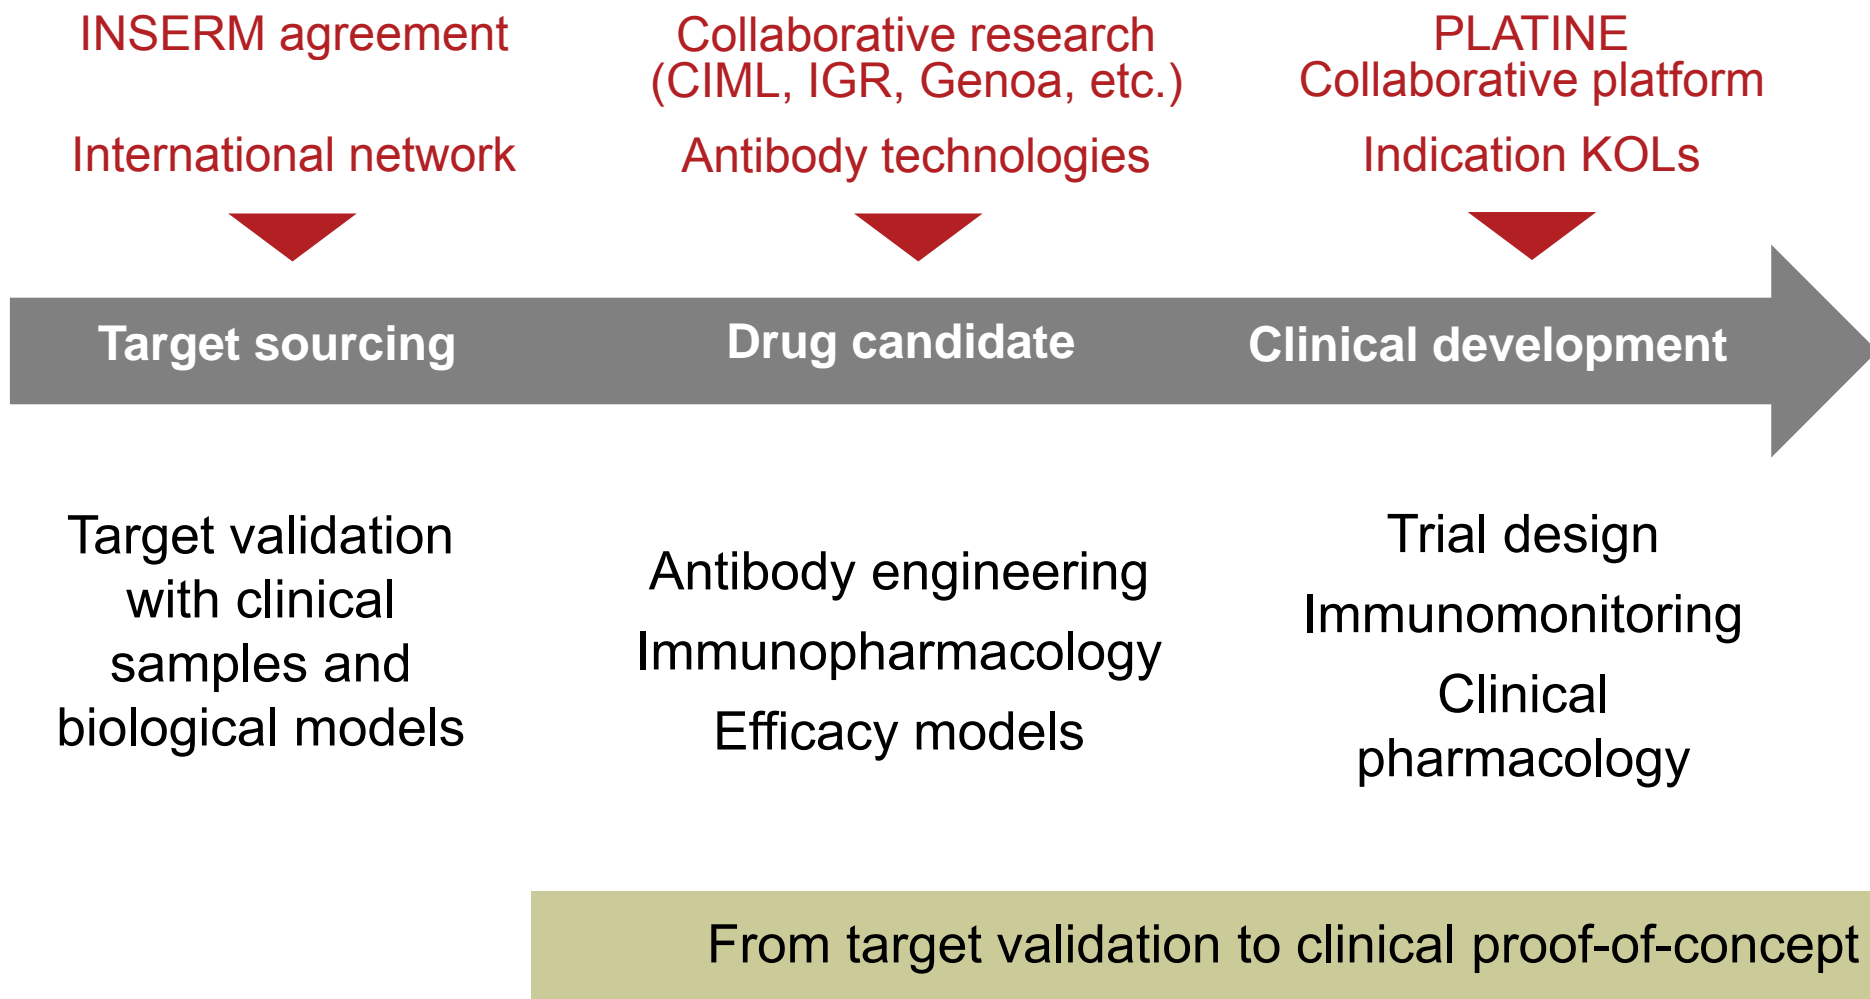 INSERM agreement
International network
Collaborative research
(CIML, IGR, Genoa, etc.)
Antibody technologies
PLATINE
Collaborative platform
Indication KOLs
Target sourcing
Drug candidate
Clinical development
Target validation
with clinical
samples and
biological models
Antibody engineering
Immunopharmacology
Efficacy models
Trial design
Immunomonitoring
Clinical
pharmacology
From target validation to clinical proof-of-concept